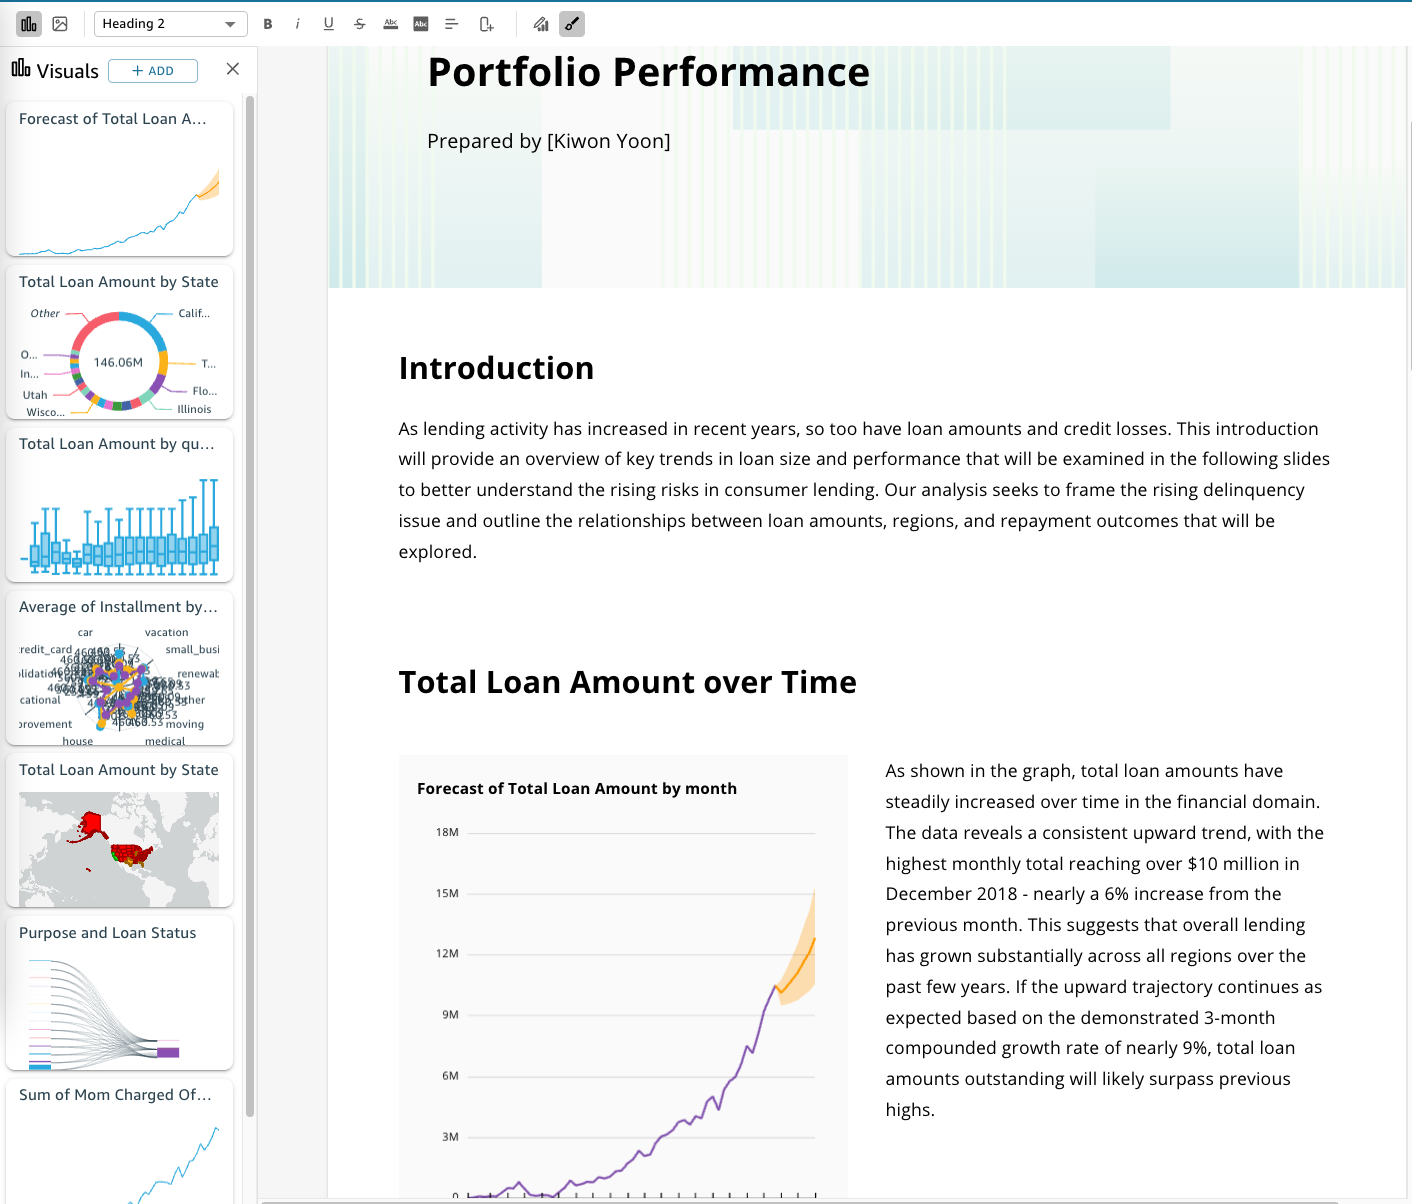 Heading 2
B i U S Abc Abc
Visuals
+ ADD
Forecast of Total Loan A...
Total Loan Amount by State
Other
Calif...
O...
T...
146.06M
In...
Utah
Flo...
Wisco...
Illinois
Total Loan Amount by qu...
Average of Installment by...
car
vacation
redit_card
small_busi
olidation
renewab
cational
other
provement
moving
house
medical
Total Loan Amount by State
Purpose and Loan Status
Sum of Mom Charged Of...
Portfolio Performance
Prepared by [Kiwon Yoon]
Introduction
As lending activity has increased in recent years, so too have loan amounts and credit losses. This introduction
will provide an overview of key trends in loan size and performance that will be examined in the following slides
to better understand the rising risks in consumer lending. Our analysis seeks to frame the rising delinquency
issue and outline the relationships between loan amounts, regions, and repayment outcomes that will be
explored.
Total Loan Amount over Time
Forecast of Total Loan Amount by month
18M
15M
12M
9M
6M
3M
0
As shown in the graph, total loan amounts have
steadily increased over time in the financial domain.
The data reveals a consistent upward trend, with the
highest monthly total reaching over $10 million in
December 2018 - nearly a 6% increase from the
previous month. This suggests that overall lending
has grown substantially across all regions over the
past few years. If the upward trajectory continues as
expected based on the demonstrated 3-month
compounded growth rate of nearly 9%, total loan
amounts outstanding will likely surpass previous
highs.